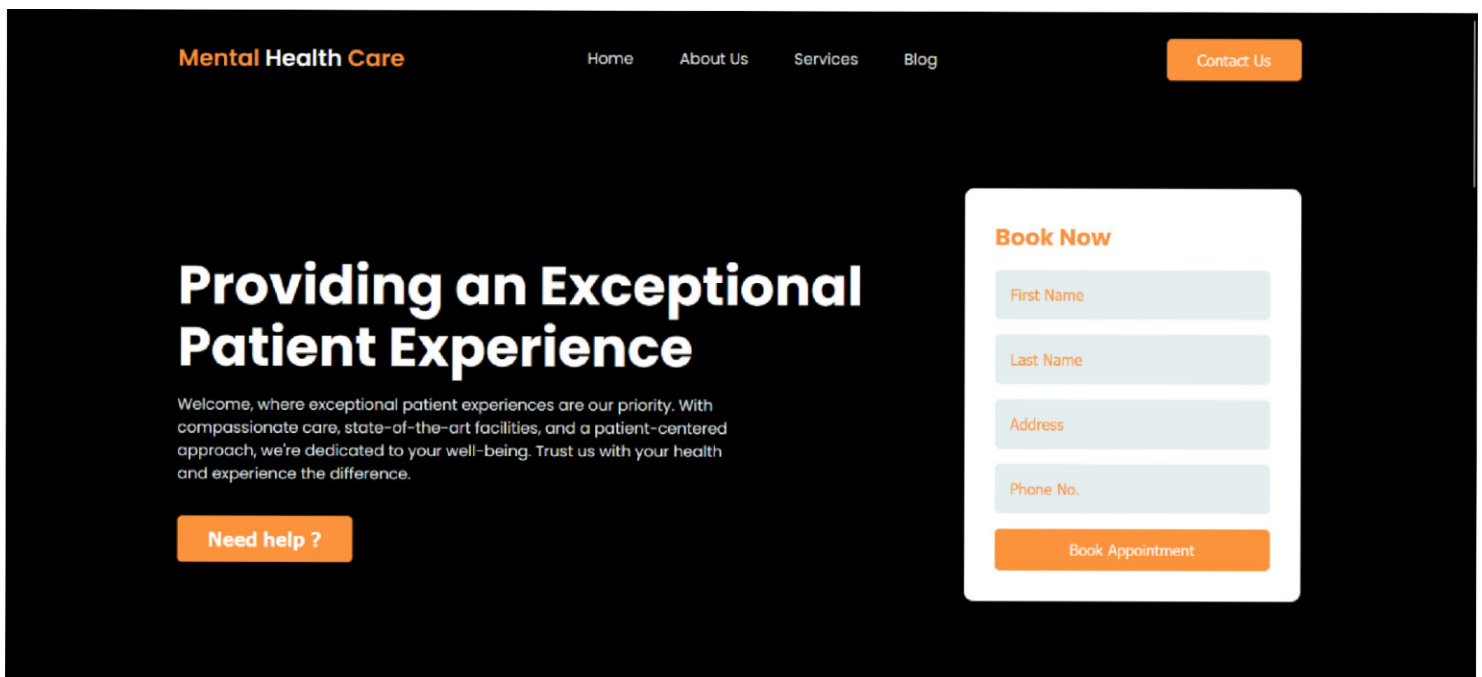 Mental Health Care
Home
About Us
Services
Blog
Contact Us
Providing an Exceptional
Patient Experience
Welcome, where exceptional patient experiences are our priority. With
compassionate care, state-of-the-art facilities, and a patient-centered
approach, we're dedicated to your well-being. Trust us with your health
and experience the difference.
Need help ?
Book Now
First Name
Last Name
Address
Phone No.
Book Appointment